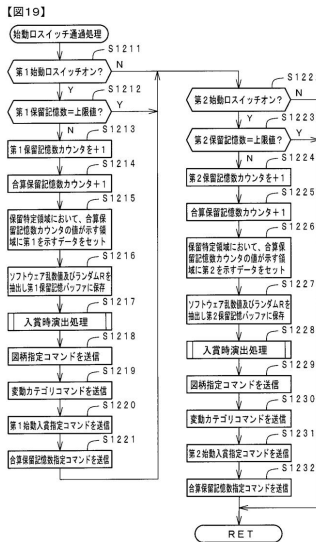 【図19】
始動口スイッチ通過処理
S1211
第1始動口スイッチオン?
N
Y
S1212
第1保留記憶数=上限値?
Y
N
S1213
第1保留記憶数カウンタを+1
S1214
合算保留記憶数カウンタ+1
S1215
保留特定領域において、合算保
留記憶数カウンタの値が示す領
域に第1を示すデータをセット
S1216
ソフトウェア乱数値及びランダムRを
抽出し第1保留記憶バッファに保存
S1217
入賞時演出処理
S1218
図柄指定コマンドを送信
S1219
変動カテゴリコマンドを送信
S1220
第1始動入賞指定コマンドを送信
S1221
合算保留記憶数指定コマンドを送信
S122
第2始動口スイッチオン?
N
Y
S1223
第2保留記憶数=上限値?
Y
N
S1224
第2保留記憶数カウンタを+1
S1225
合算保留記憶数カウンタ+1
S1226
保留特定領域において、合算保
留記憶数カウンタの値が示す領
域に第2を示すデータをセット
S1227
ソフトウェア乱数値及びランダムRを
抽出し第2保留記憶バッファに保存
S1228
入賞時演出処理
S1229
図柄指定コマンドを送信
S1230
変動カテゴリコマンドを送信
S1231
第2始動入賞指定コマンドを送信
S1232
合算保留記憶数指定コマンドを送信
RET